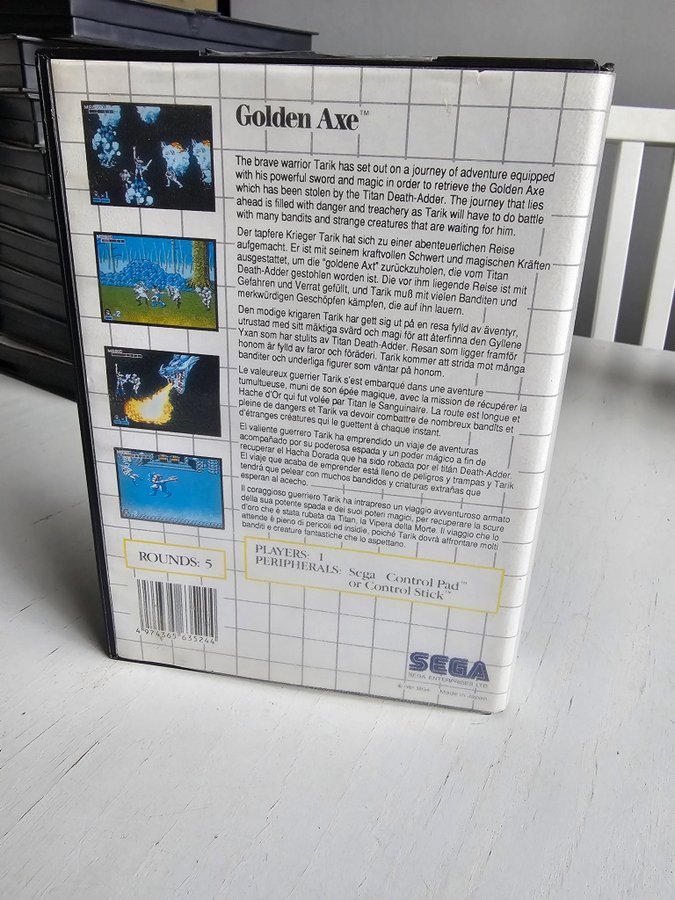 Golden Axe™
The brave warrior Tarik has set out on a journey of adventure equipped
with his powerful sword and magic in order to retrieve the Golden Axe
which has been stolen by the Titan Death-Adder. The journey that lies
ahead is filled with danger and treachery as Tarik will have to do battle
with many bandits and strange creatures that are waiting for him.
Der tapfere Krieger Tarik hat sich zu einer abenteuerlichen Reise
aufgemacht. Er ist mit seinem kraftvollen Schwert und magischen Kräften
ausgestattet, um die "goldene Axt" zurückzuholen, die vom Titan
Death-Adder gestohlen worden ist. Die vor ihm liegende Reise ist mit
Gefahren und Verrat gefüllt, und Tarik muß mit vielen Banditen und
merkwürdigen Geschöpfen kämpfen, die auf ihn lauern.
Den modige krigaren Tarik har gett sig ut på en resa fylld av äventyr,
utrustad med sitt mäktiga svärd och magi för att återfinna den Gyllene
Yxan som har stulits av Titan Death-Adder. Resan som ligger framför
honom är fylld av faror och föräderi. Tarik kommer att strida mot många
banditer och underliga figurer som väntar på honom.
Le valeureux guerrier Tarik s'est embarqué dans une aventure
tumultueuse, muni de son épée magique, avec la mission de récupérer la
Hache d'Or qui fut volée par Titan le Sanguinaire. La route est longue et
pleine de dangers et Tarik va devoir combattre de nombreux bandits et
d'étranges créatures qui le guettent à chaque instant.
El valiente guerrero Tarik ha emprendido un viaje de aventuras
acompañado por su poderosa espada y un poder mágico a fin de
recuperar el Hacha Dorada que ha sido robada por el titán Death-Adder.
El viaje que acaba de emprender está lleno de peligros y trampas y Tarik
tendrá que pelear con muchos bandidos y criaturas extrañas que
esperan al acecho.
Il coraggioso guerriero Tarik ha intrapreso un viaggio avventuroso armato
della sua potente spada e dei suoi poteri magici, per recuperare la scure
d'oro che è stata rubata da Titan, la Vipera della Morte. Il viaggio che lo
attende è pieno di pericoli ed insidie, poiché Tarik dovrà affrontare molti
banditi e creature fantastiche che lo aspettano.
ROUNDS: 5
PLAYERS: 1
PERIPHERALS: Sega Control Pad™
or Control Stick™
4 974365 635244
SEGA
SEGA ENTERPRISES LTD.
Made in Japan